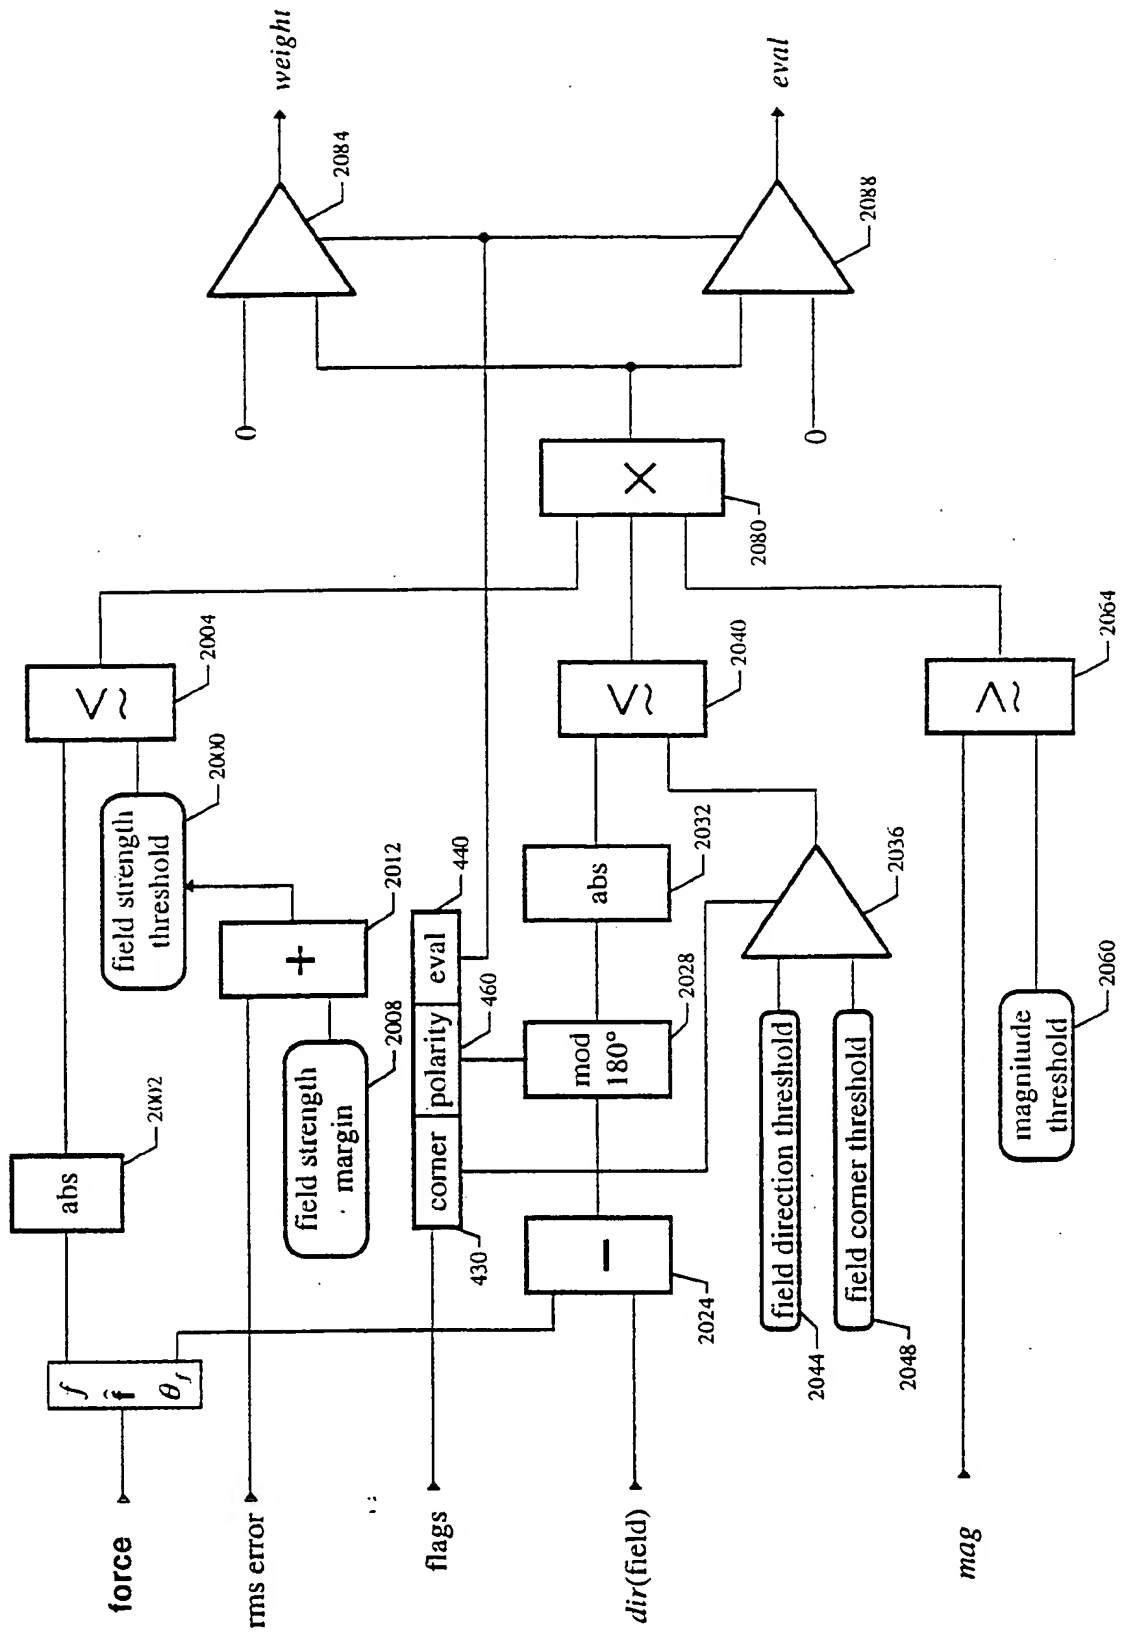 force
f
f̂
θf
abs
2002
field strength
threshold
2000
≲
2004
rms error
field strength
margin
2008
+
2012
flags
corner
polarity
eval
430
460
440
dir(field)
−
2024
mod
180°
2028
abs
2032
≲
2040
field direction threshold
2044
field corner threshold
2048
2036
mag
magnitude
threshold
2060
≳
2064
×
2080
0
2084
weight
0
2088
eval